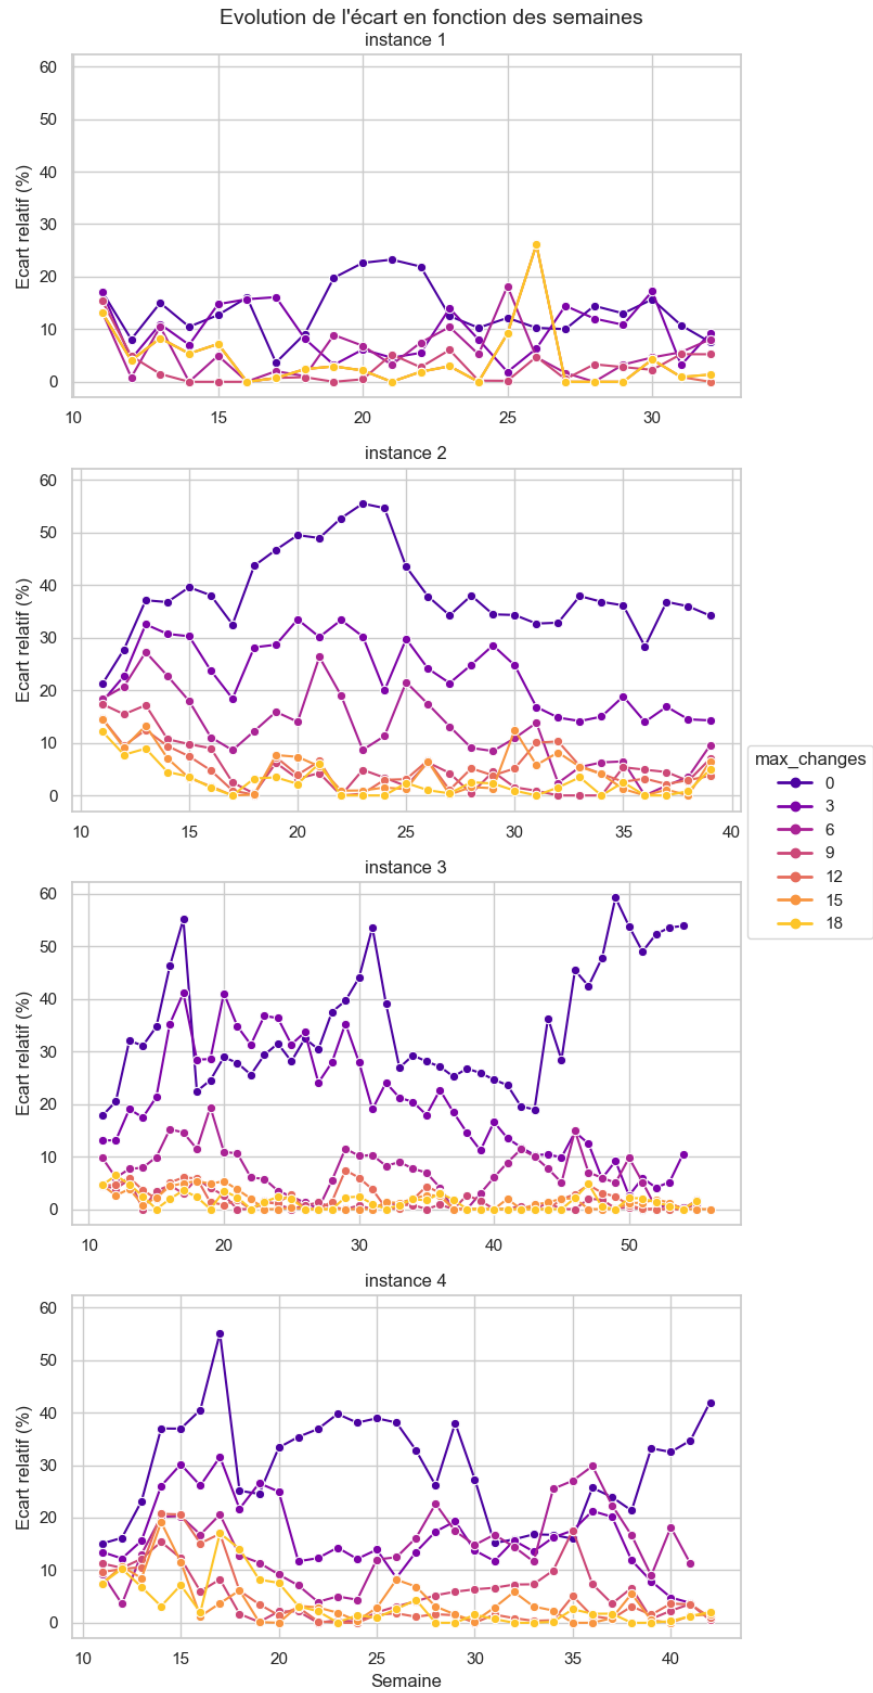 Evolution de l'écart en fonction des semaines
instance 1
Ecart relatif (%)
60
50
40
30
20
10
0
10 15 20 25 30
instance 2
Ecart relatif (%)
60
50
40
30
20
10
0
10 15 20 25 30 35 40
max_changes
0
3
6
9
12
15
18
instance 3
Ecart relatif (%)
60
50
40
30
20
10
0
10 20 30 40 50
instance 4
Ecart relatif (%)
60
50
40
30
20
10
0
10 15 20 25 30 35 40
Semaine